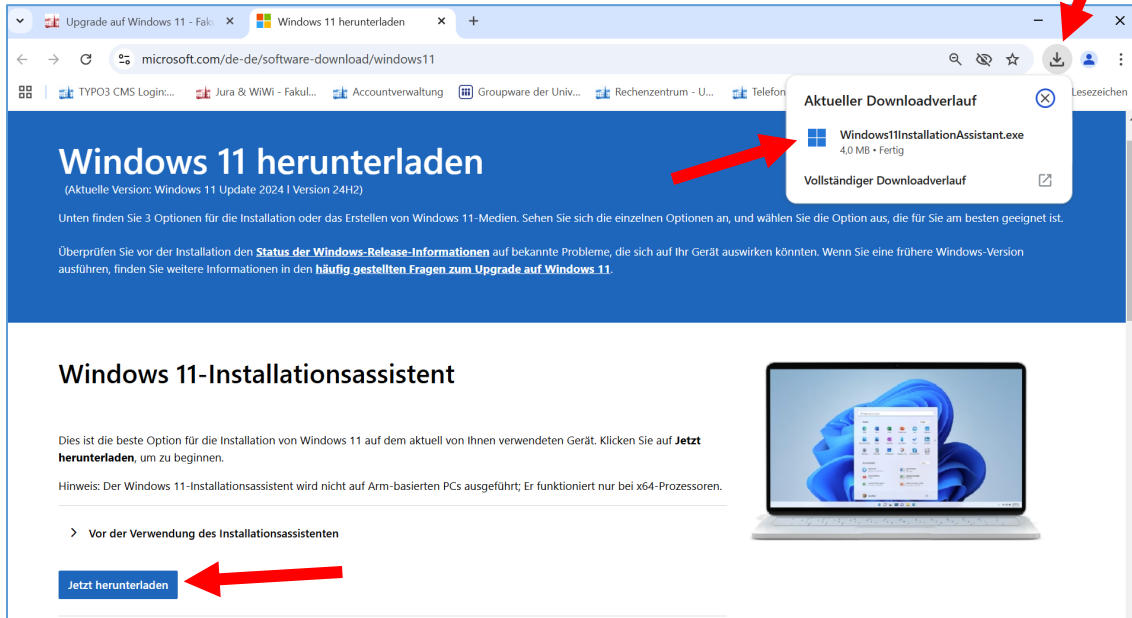 Upgrade auf Windows 11 - Faku
Windows 11 herunterladen
microsoft.com/de-de/software-download/windows11
TYPO3 CMS Login:...
Jura & WiWi - Fakul...
Accountverwaltung
Groupware der Univ...
Rechenzentrum - U...
Telefon
Lesezeichen
Aktueller Downloadverlauf
Windows11InstallationAssistant.exe
4,0 MB • Fertig
Vollständiger Downloadverlauf
Windows 11 herunterladen
(Aktuelle Version: Windows 11 Update 2024 l Version 24H2)
Unten finden Sie 3 Optionen für die Installation oder das Erstellen von Windows 11-Medien. Sehen Sie sich die einzelnen Optionen an, und wählen Sie die Option aus, die für Sie am besten geeignet ist.
Überprüfen Sie vor der Installation den Status der Windows-Release-Informationen auf bekannte Probleme, die sich auf Ihr Gerät auswirken könnten. Wenn Sie eine frühere Windows-Version
ausführen, finden Sie weitere Informationen in den häufig gestellten Fragen zum Upgrade auf Windows 11.
Windows 11-Installationsassistent
Dies ist die beste Option für die Installation von Windows 11 auf dem aktuell von Ihnen verwendeten Gerät. Klicken Sie auf Jetzt
herunterladen, um zu beginnen.
Hinweis: Der Windows 11-Installationsassistent wird nicht auf Arm-basierten PCs ausgeführt; Er funktioniert nur bei x64-Prozessoren.
Vor der Verwendung des Installationsassistenten
Jetzt herunterladen